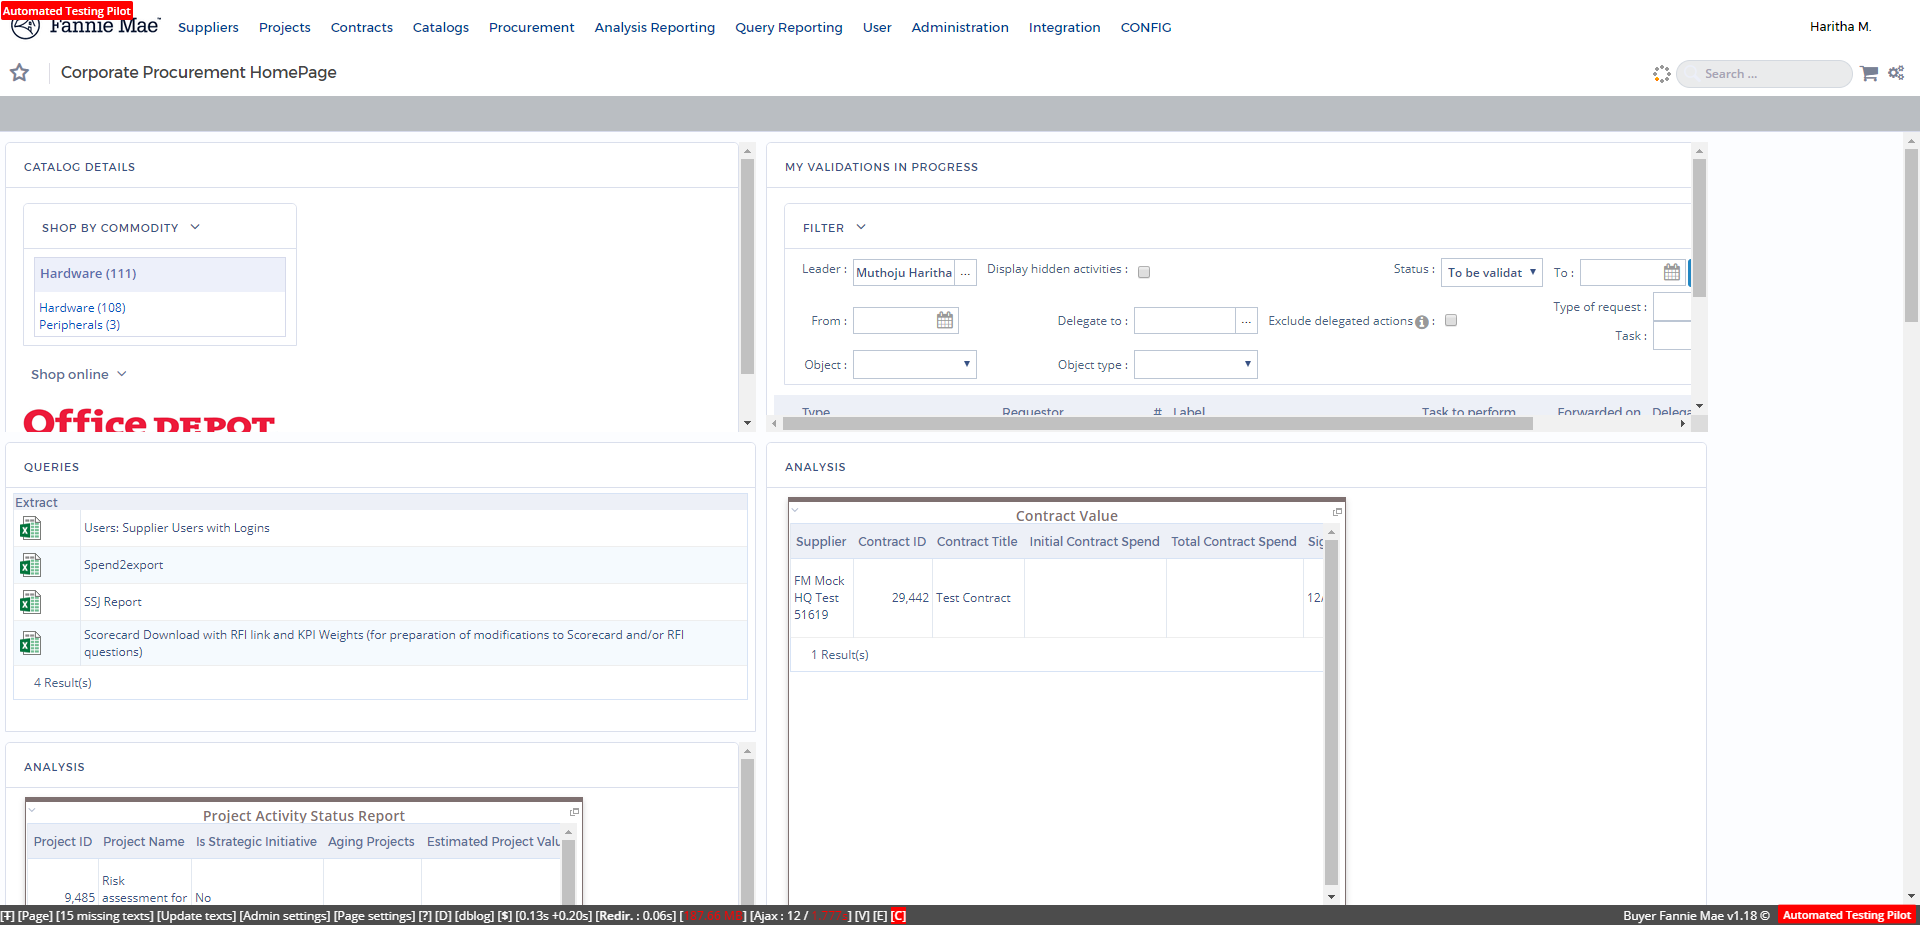 Automated Testing Pilot
Fannie Mae
Suppliers Projects Contracts Catalogs Procurement Analysis Reporting Query Reporting User Administration Integration CONFIG
Haritha M.
Corporate Procurement HomePage
Search ...
CATALOG DETAILS
SHOP BY COMMODITY
Hardware (111)
Hardware (108)
Peripherals (3)
Shop online
Office DEPOT
MY VALIDATIONS IN PROGRESS
FILTER
Leader : Muthoju Haritha ... Display hidden activities : Status : To be validat To :
From : Delegate to : ... Exclude delegated actions : Type of request :
Task :
Object : Object type :
Type Requestor # Label Task to perform Forwarded on Delega
QUERIES
Extract
Users: Supplier Users with Logins
Spend2export
SSJ Report
Scorecard Download with RFI link and KPI Weights (for preparation of modifications to Scorecard and/or RFI
questions)
4 Result(s)
ANALYSIS
Contract Value
Supplier Contract ID Contract Title Initial Contract Spend Total Contract Spend Sig
FM Mock
HQ Test
51619
29,442 Test Contract 12/
1 Result(s)
ANALYSIS
Project Activity Status Report
Project ID Project Name Is Strategic Initiative Aging Projects Estimated Project Valu
Risk
9,485 assessment for No
[T] [Page] [15 missing texts] [Update texts] [Admin settings] [Page settings] [?] [D] [dblog] [$] [0.13s +0.20s] [Redir. : 0.06s] [Ajax : 12 / ] [V] [E] [C]
Buyer Fannie Mae v1.18 © Automated Testing Pilot